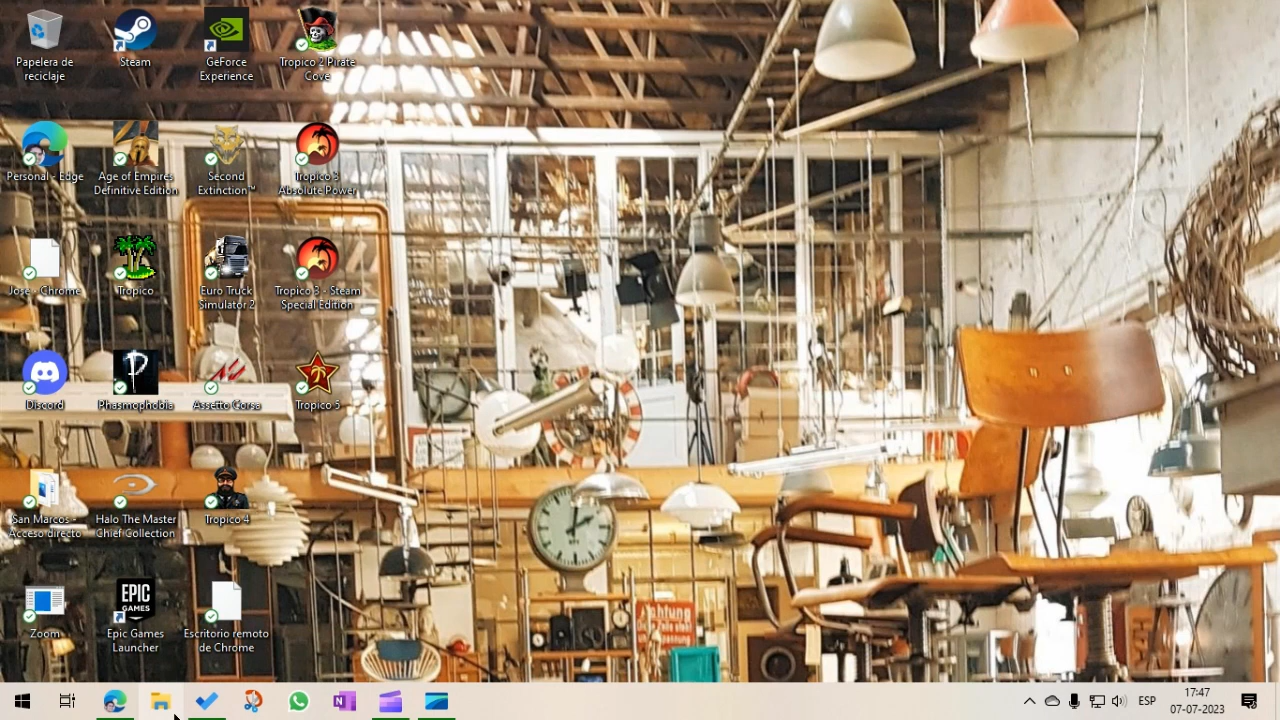 Papelera de
reciclaje
Steam
GeForce
Experience
Tropico 2 Pirate
Cove
Personal - Edge
Age of Empires
Definitive Edition
Second
Extinction™
Tropico 3
Absolute Power
Jose - Chrome
Tropico
Euro Truck
Simulator 2
Tropico 3 - Steam
Special Edition
Discord
Phasmophobia
Assetto Corsa
Tropico 5
San Marcos -
Acceso directo
Halo The Master
Chief Collection
Tropico 4
EPIC
GAMES
Zoom
Epic Games
Launcher
Escritorio remoto
de Chrome
Achtung
ESP
17:47
07-07-2023